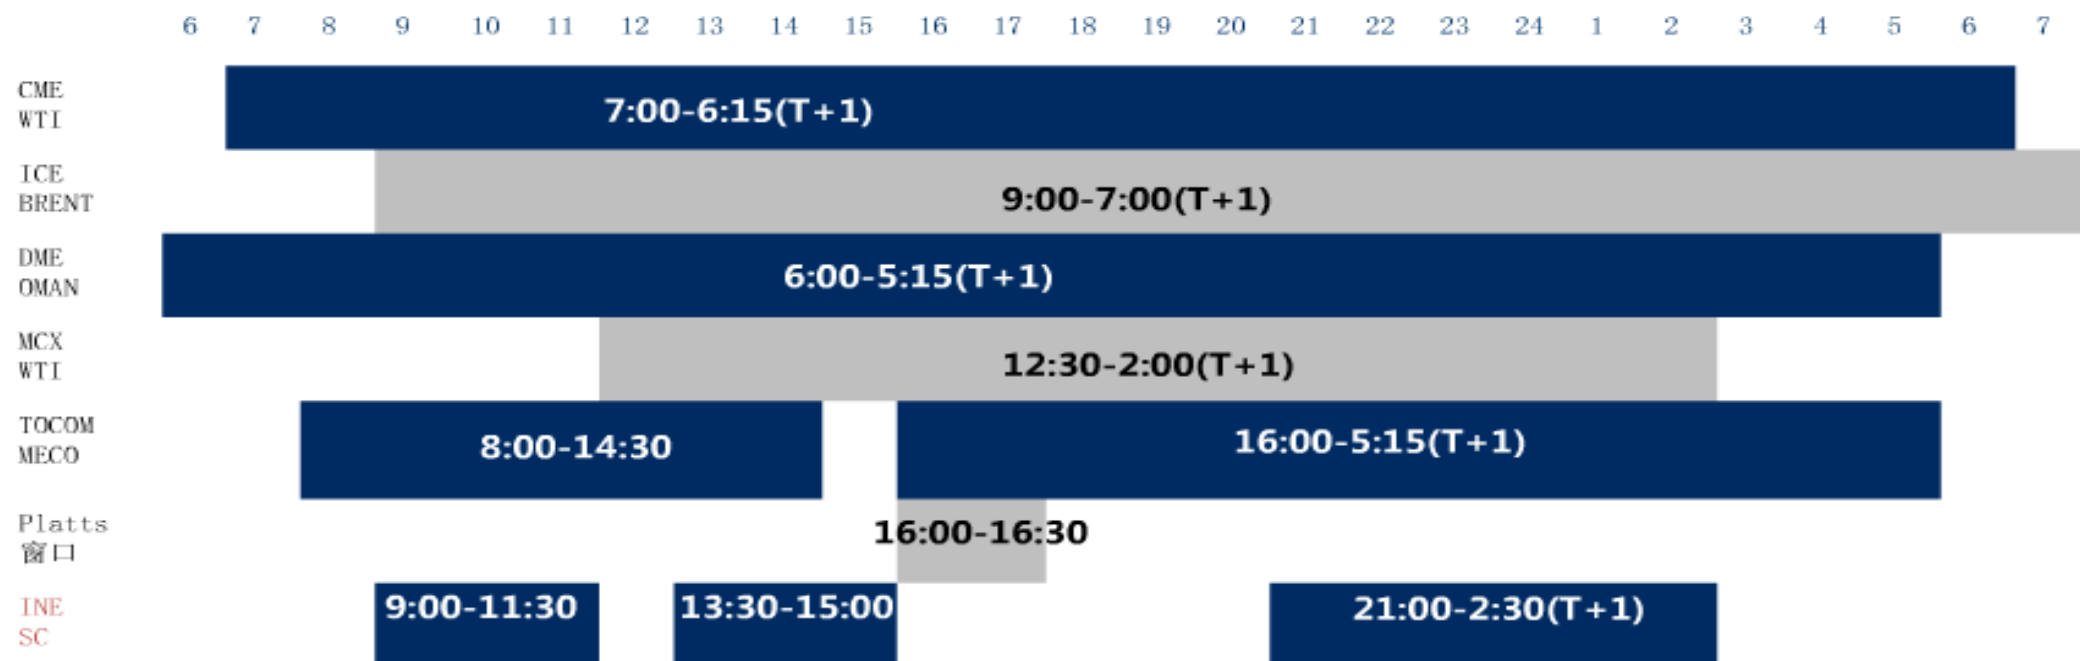 6 7 8 9 10 11 12 13 14 15 16 17 18 19 20 21 22 23 24 1 2 3 4 5 6 7
CME
WTI
7:00-6:15(T+1)
ICE
BRENT
9:00-7:00(T+1)
DME
OMAN
6:00-5:15(T+1)
MCX
WTI
12:30-2:00(T+1)
TOCOM
MECO
8:00-14:30 16:00-5:15(T+1)
Platts
窗口
16:00-16:30
INE
SC
9:00-11:30 13:30-15:00 21:00-2:30(T+1)